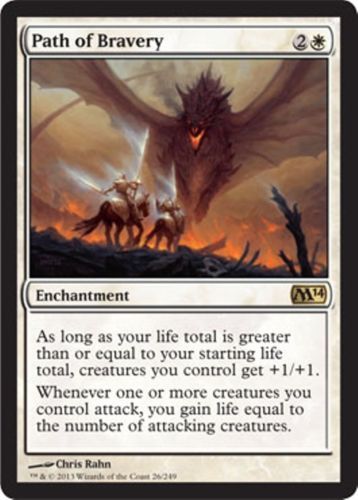 Path of Bravery 2
Enchantment M14
As long as your life total is greater
than or equal to your starting life
total, creatures you control get +1/+1.
Whenever one or more creatures you
control attack, you gain life equal to
the number of attacking creatures.
Chris Rahn
™ & © 2013 Wizards of the Coast 26/249